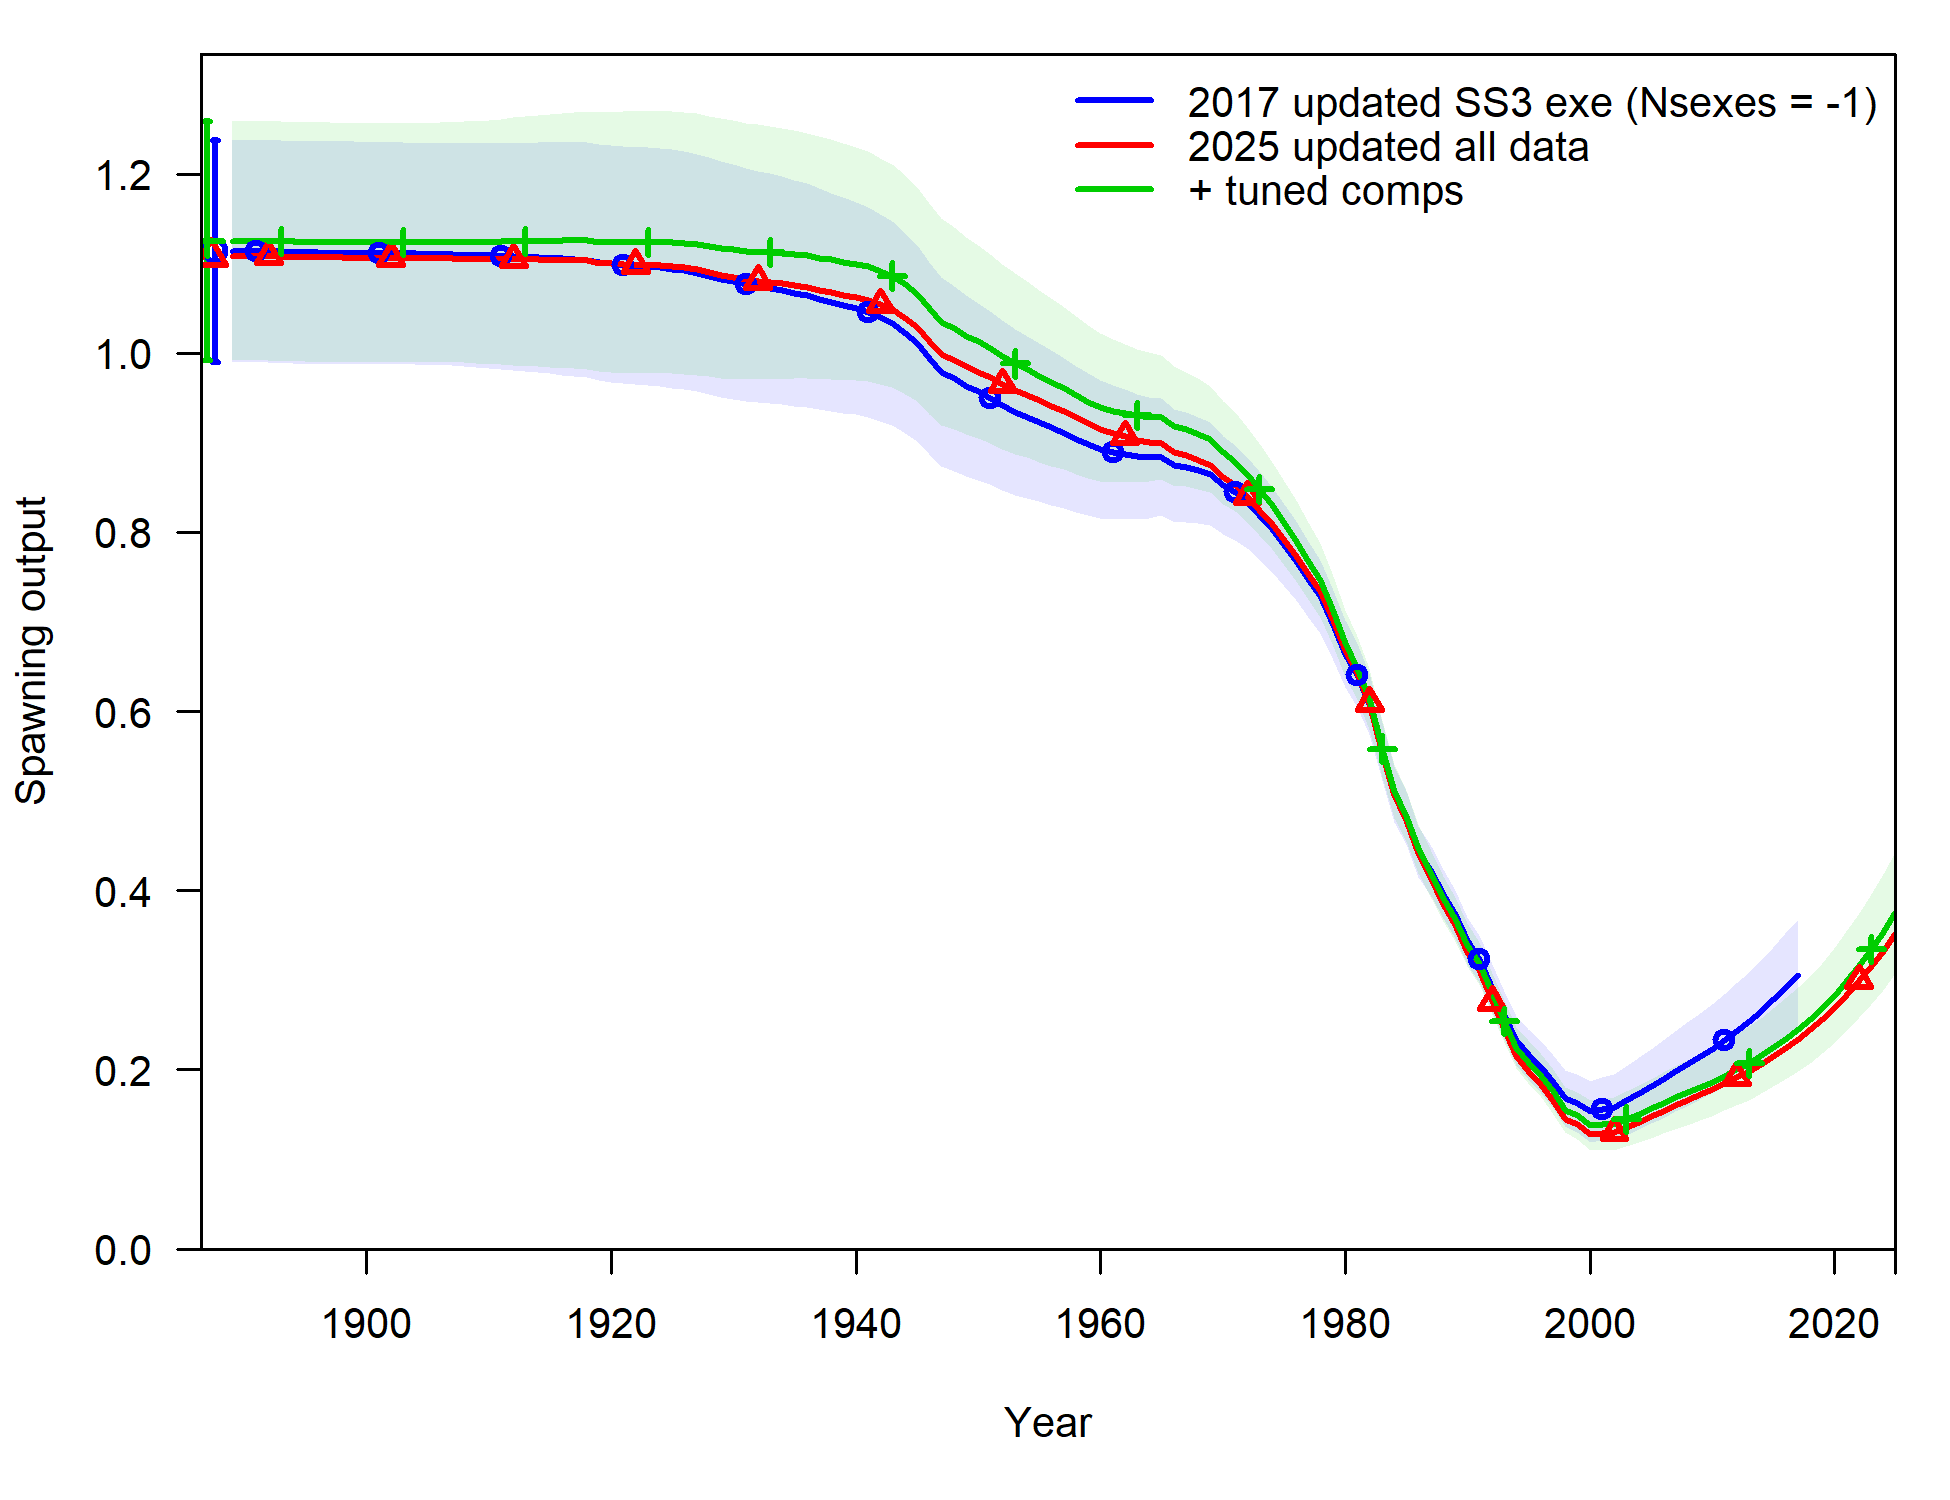 2017 updated SS3 exe (Nsexes = -1)
2025 updated all data
+ tuned comps
Spawning output
1.2
1.0
0.8
0.6
0.4
0.2
0.0
1900 1920 1940 1960 1980 2000 2020
Year